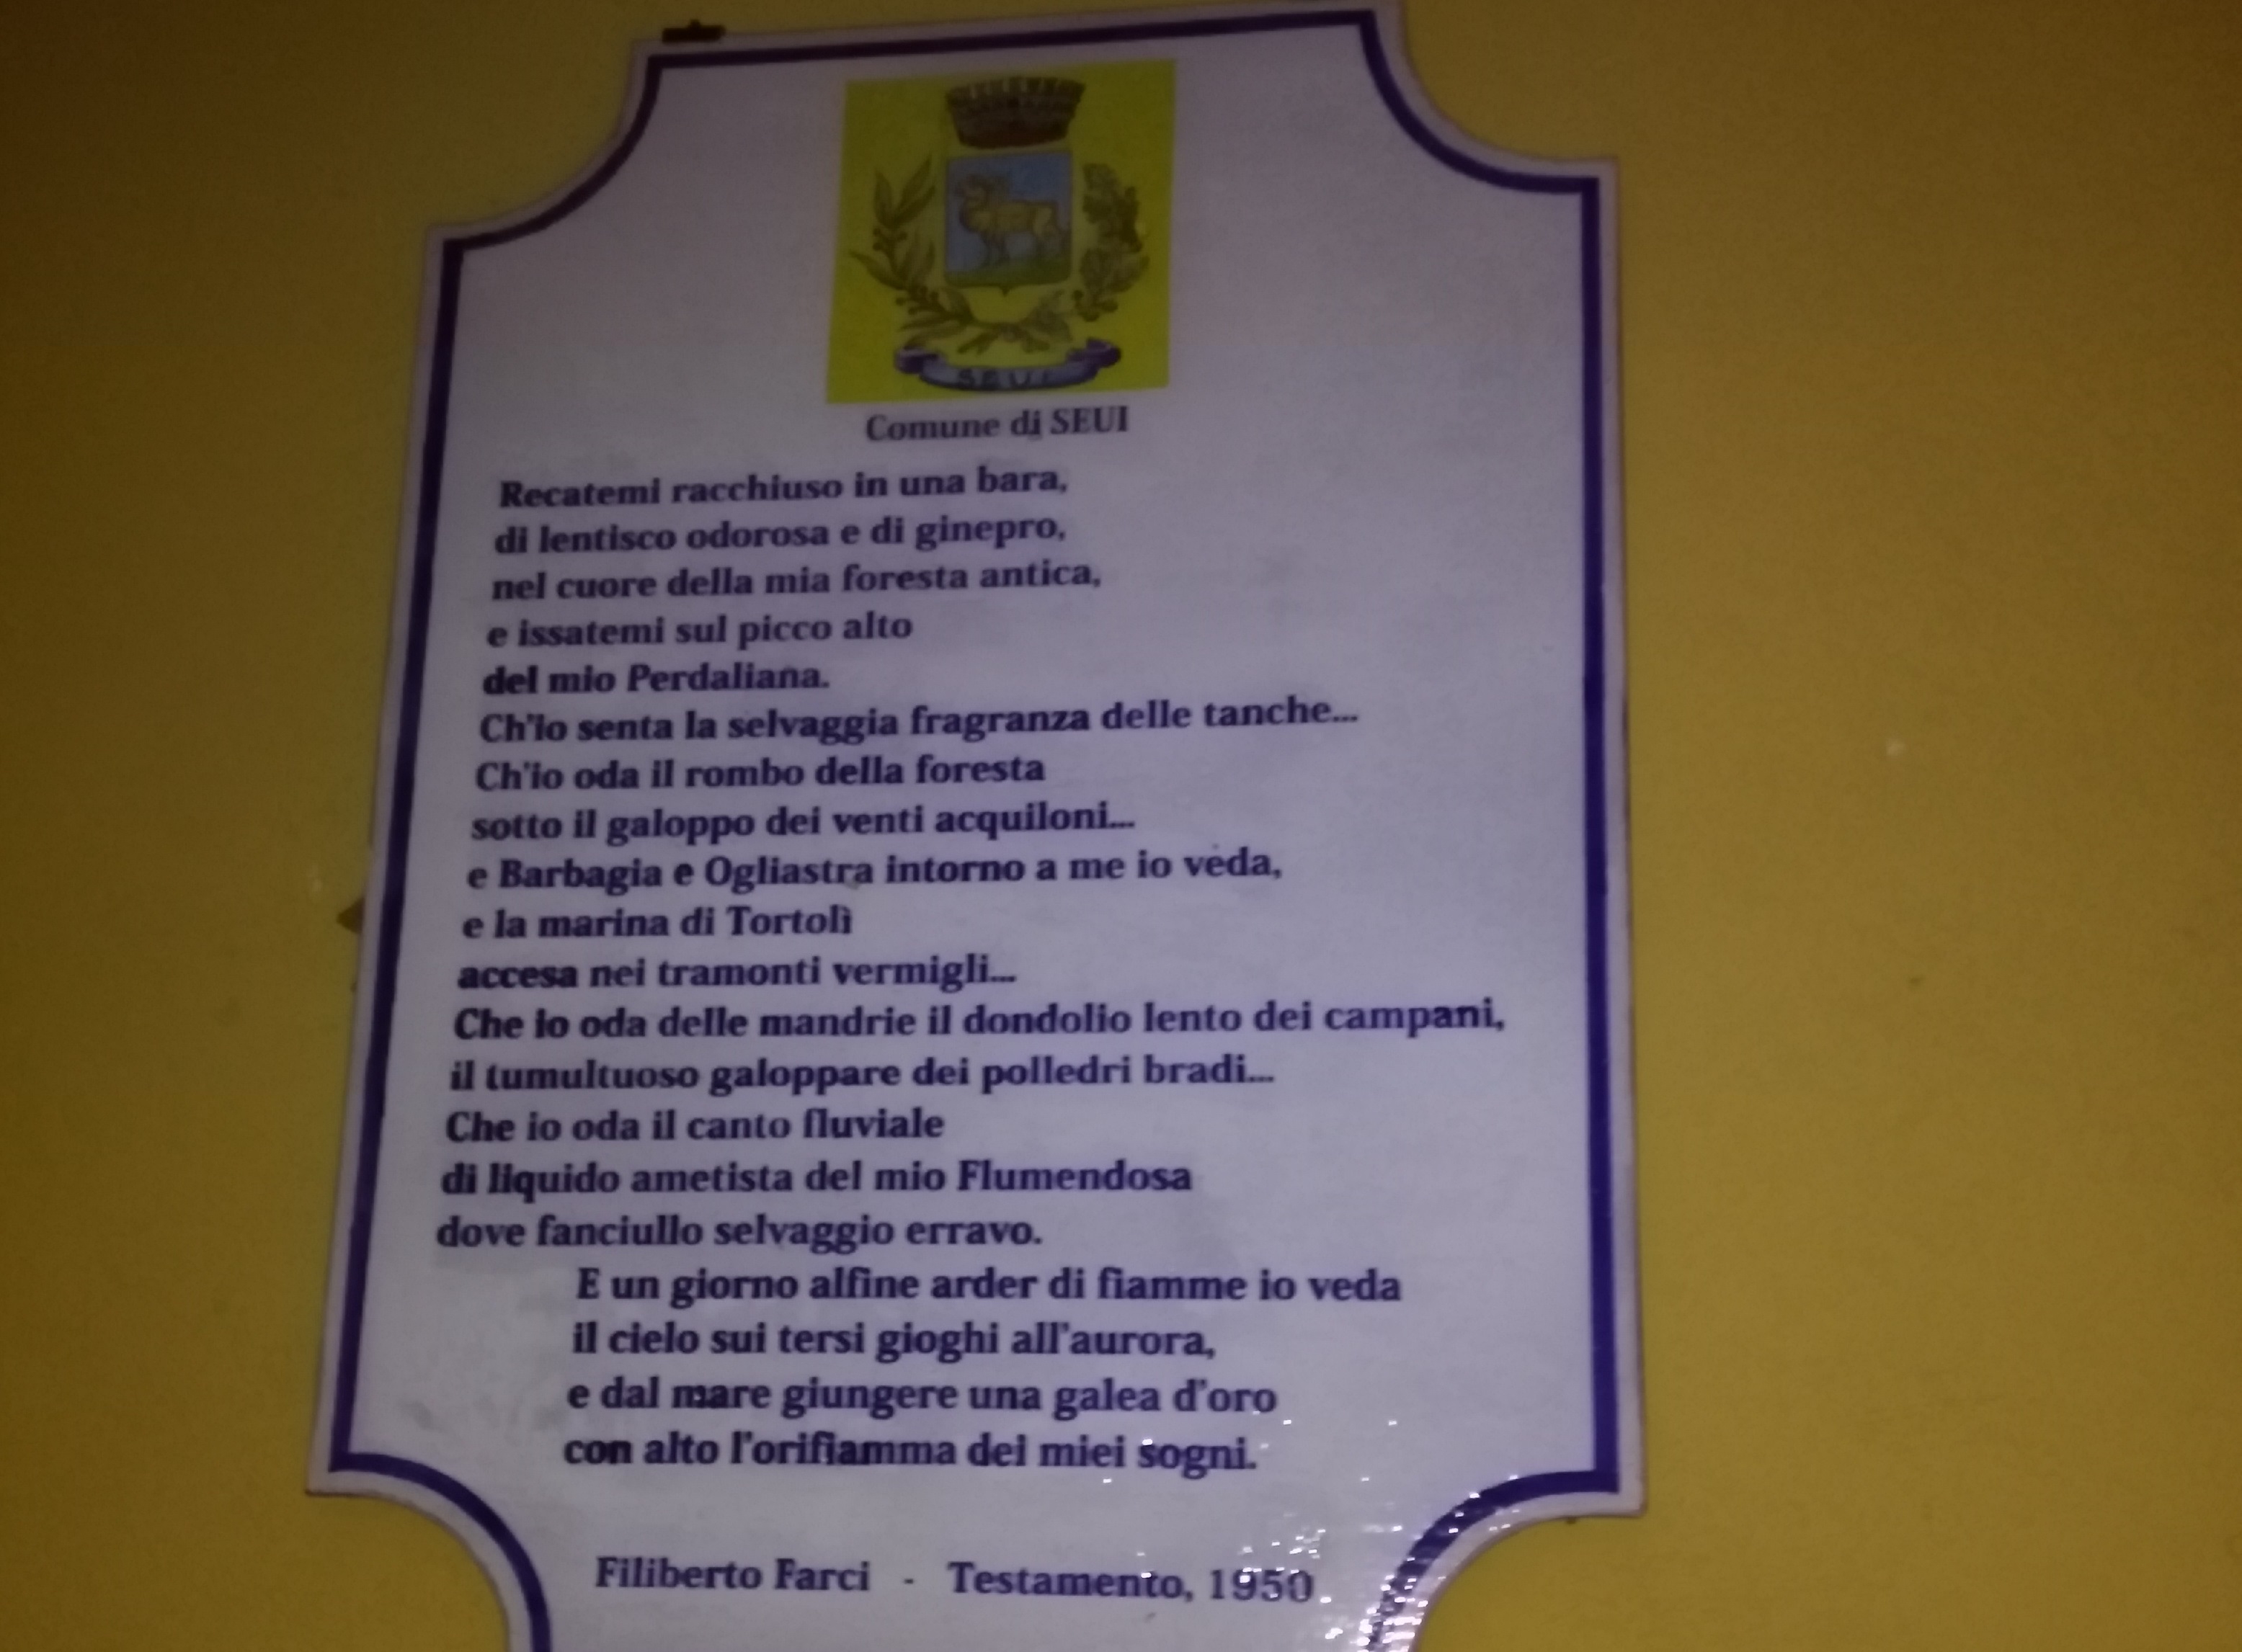 SEUI
Comune di SEUI
Recatemi racchiuso in una bara,
di lentisco odorosa e di ginepro,
nel cuore della mia foresta antica,
e issatemi sul picco alto
del mio Perdaliana.
Ch'io senta la selvaggia fragranza delle tanche...
Ch'io oda il rombo della foresta
sotto il galoppo dei venti acquiloni...
e Barbagia e Ogliastra intorno a me io veda,
e la marina di Tortolì
accesa nei tramonti vermigli...
Che io oda delle mandrie il dondolio lento dei campani,
il tumultuoso galoppare dei polledri bradi...
Che io oda il canto fluviale
di liquido ametista del mio Flumendosa
dove fanciullo selvaggio erravo.
E un giorno alfine arder di fiamme io veda
il cielo sui tersi gioghi all'aurora,
e dal mare giungere una galea d'oro
con alto l'orifiamma dei miei sogni.
Filiberto Farci - Testamento, 1950.